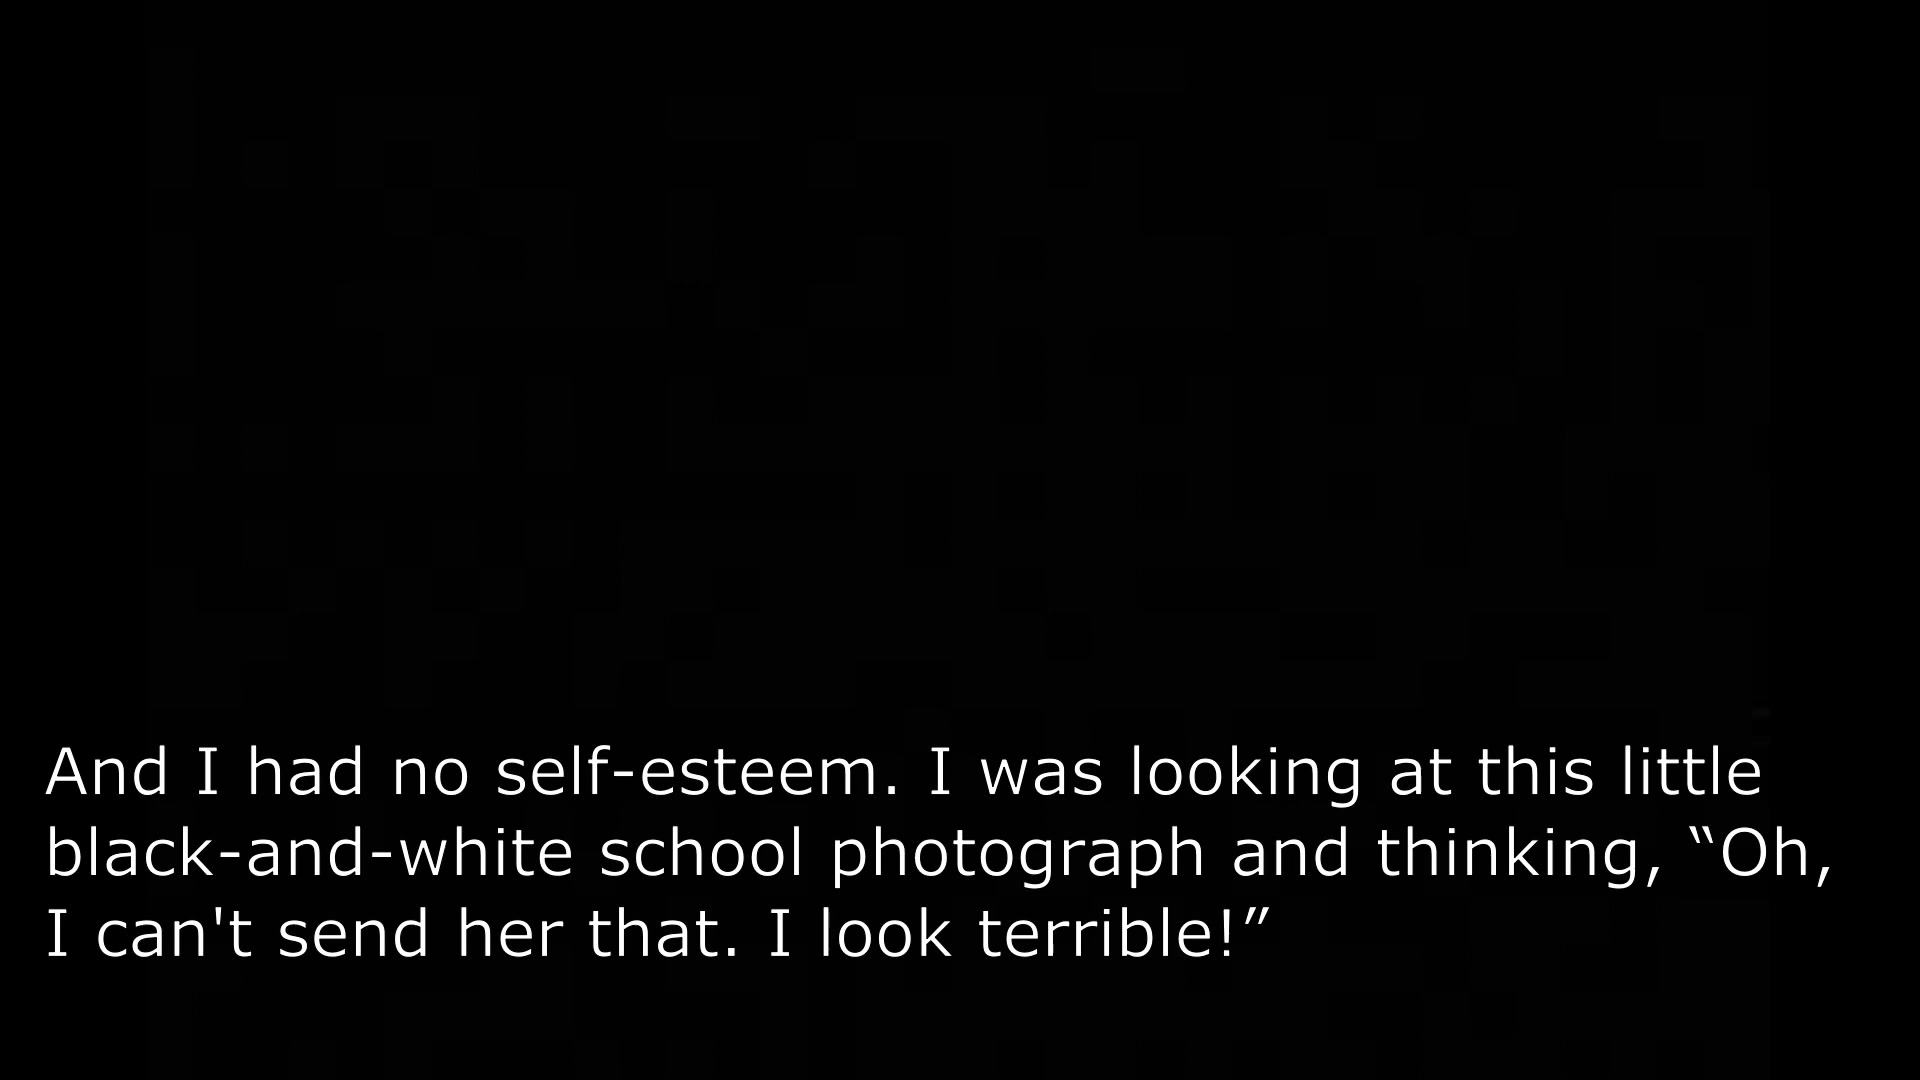 And I had no self-esteem. I was looking at this little
black-and-white school photograph and thinking, “Oh,
I can't send her that. I look terrible!”